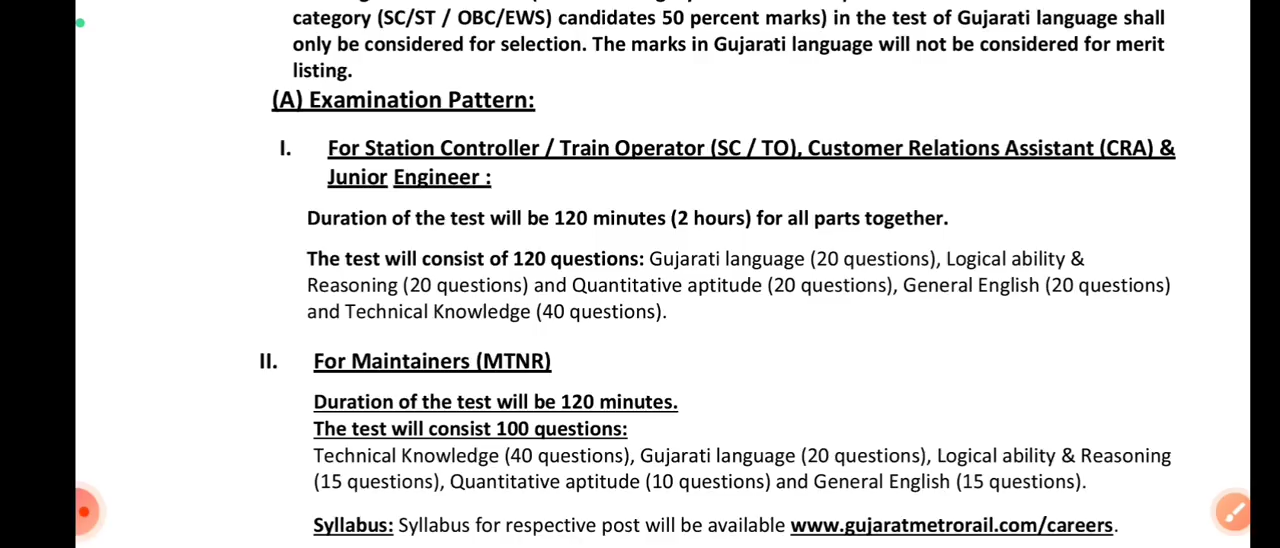 category (SC/ST / OBC/EWS) candidates 50 percent marks) in the test of Gujarati language shall
only be considered for selection. The marks in Gujarati language will not be considered for merit
listing.
(A) Examination Pattern:
I. For Station Controller / Train Operator (SC / TO), Customer Relations Assistant (CRA) &
Junior Engineer :
Duration of the test will be 120 minutes (2 hours) for all parts together.
The test will consist of 120 questions: Gujarati language (20 questions), Logical ability &
Reasoning (20 questions) and Quantitative aptitude (20 questions), General English (20 questions)
and Technical Knowledge (40 questions).
II. For Maintainers (MTNR)
Duration of the test will be 120 minutes.
The test will consist 100 questions:
Technical Knowledge (40 questions), Gujarati language (20 questions), Logical ability & Reasoning
(15 questions), Quantitative aptitude (10 questions) and General English (15 questions).
Syllabus: Syllabus for respective post will be available www.gujaratmetrorail.com/careers.